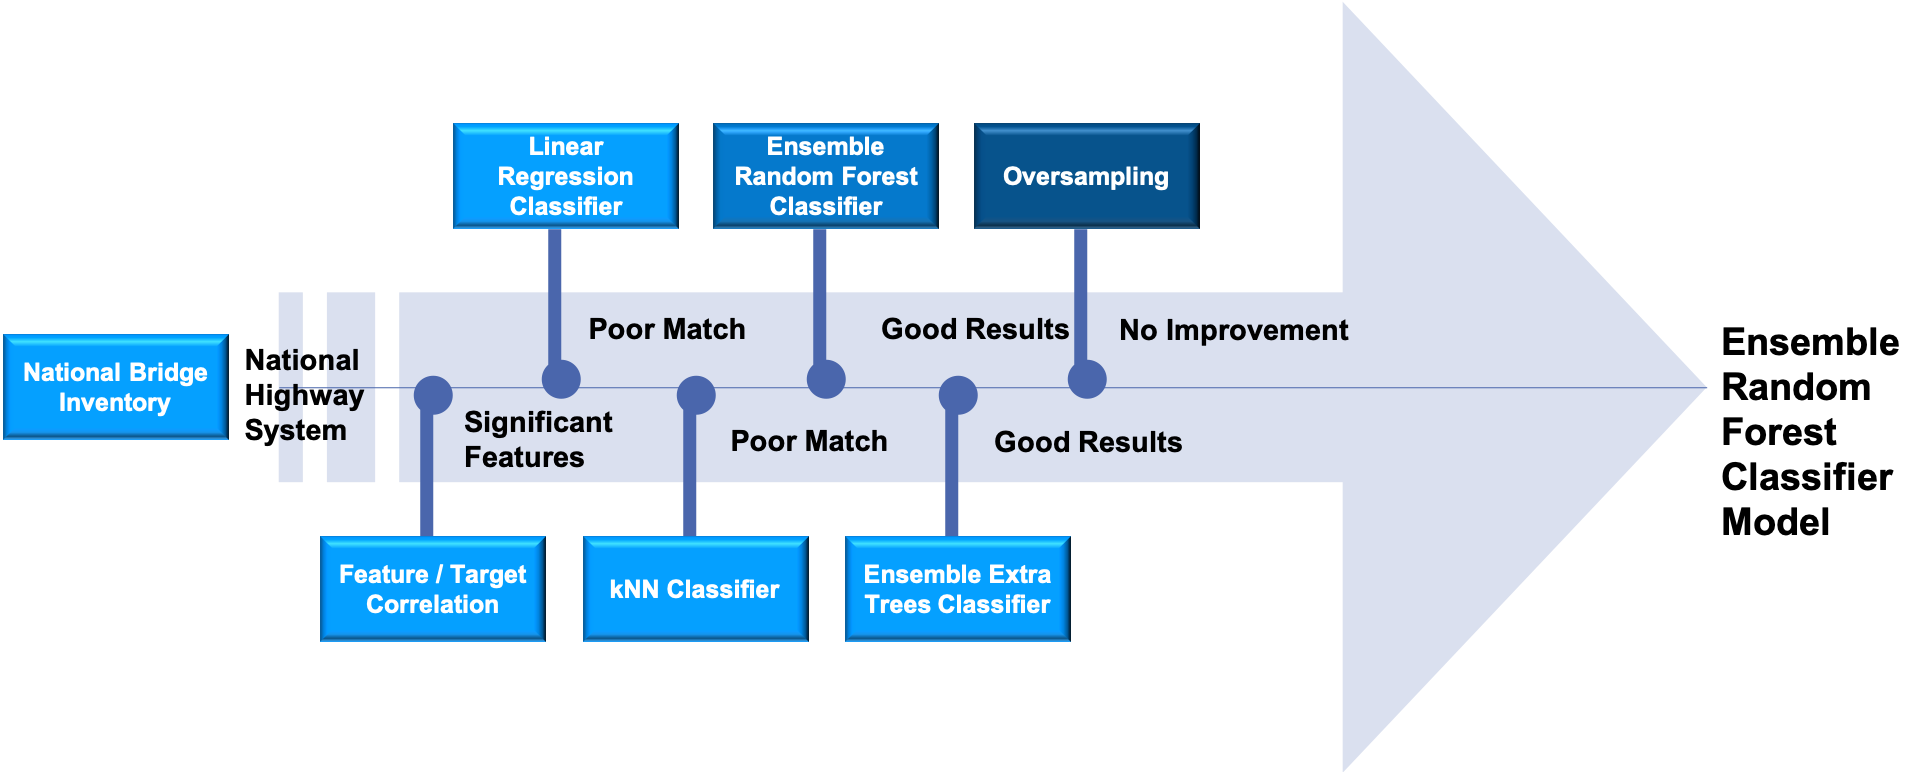 National Bridge
Inventory
National
Highway
System
Feature / Target
Correlation
Significant
Features
Linear
Regression
Classifier
Poor Match
kNN Classifier
Poor Match
Ensemble
Random Forest
Classifier
Good Results
Ensemble Extra
Trees Classifier
Good Results
Oversampling
No Improvement
Ensemble
Random
Forest
Classifier
Model